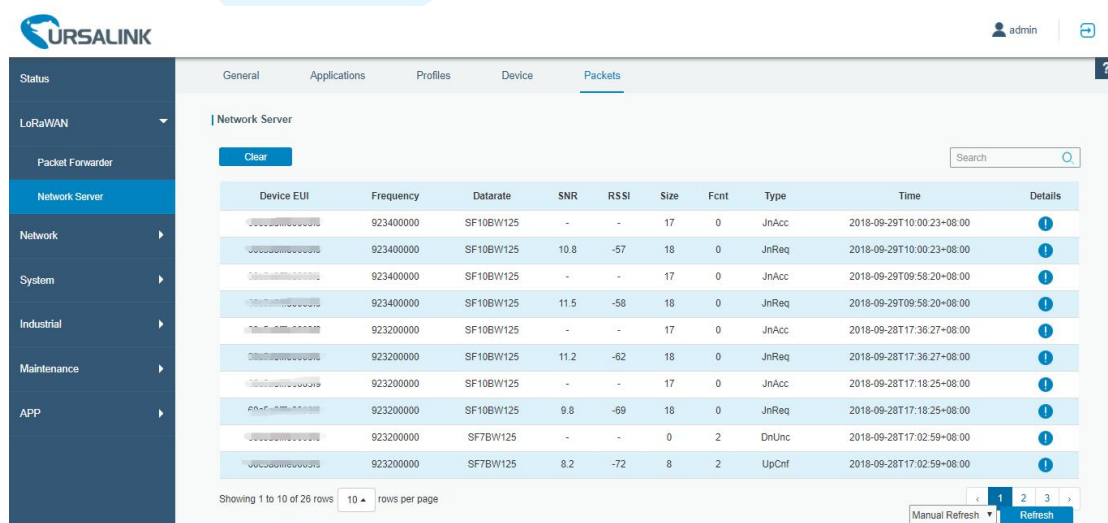 URSALINK
admin
Status
General Applications Profiles Device Packets
?
LoRaWAN
Network Server
Packet Forwarder
Clear
Search
Network Server
Device EUI Frequency Datarate SNR RSSI Size Fcnt Type Time Details
923400000 SF10BW125 - - 17 0 JnAcc 2018-09-29T10:00:23+08:00
Network
923400000 SF10BW125 10.8 -57 18 0 JnReq 2018-09-29T10:00:23+08:00
923400000 SF10BW125 - - 17 0 JnAcc 2018-09-29T09:58:20+08:00
System
923400000 SF10BW125 11.5 -58 18 0 JnReq 2018-09-29T09:58:20+08:00
Industrial
923200000 SF10BW125 - - 17 0 JnAcc 2018-09-28T17:36:27+08:00
923200000 SF10BW125 11.2 -62 18 0 JnReq 2018-09-28T17:36:27+08:00
Maintenance
923200000 SF10BW125 - - 17 0 JnAcc 2018-09-28T17:18:25+08:00
APP
923200000 SF10BW125 9.8 -69 18 0 JnReq 2018-09-28T17:18:25+08:00
923200000 SF7BW125 - - 0 2 DnUnc 2018-09-28T17:02:59+08:00
923200000 SF7BW125 8.2 -72 8 2 UpCnf 2018-09-28T17:02:59+08:00
Showing 1 to 10 of 26 rows 10 rows per page
‹ 1 2 3 ›
Manual Refresh Refresh